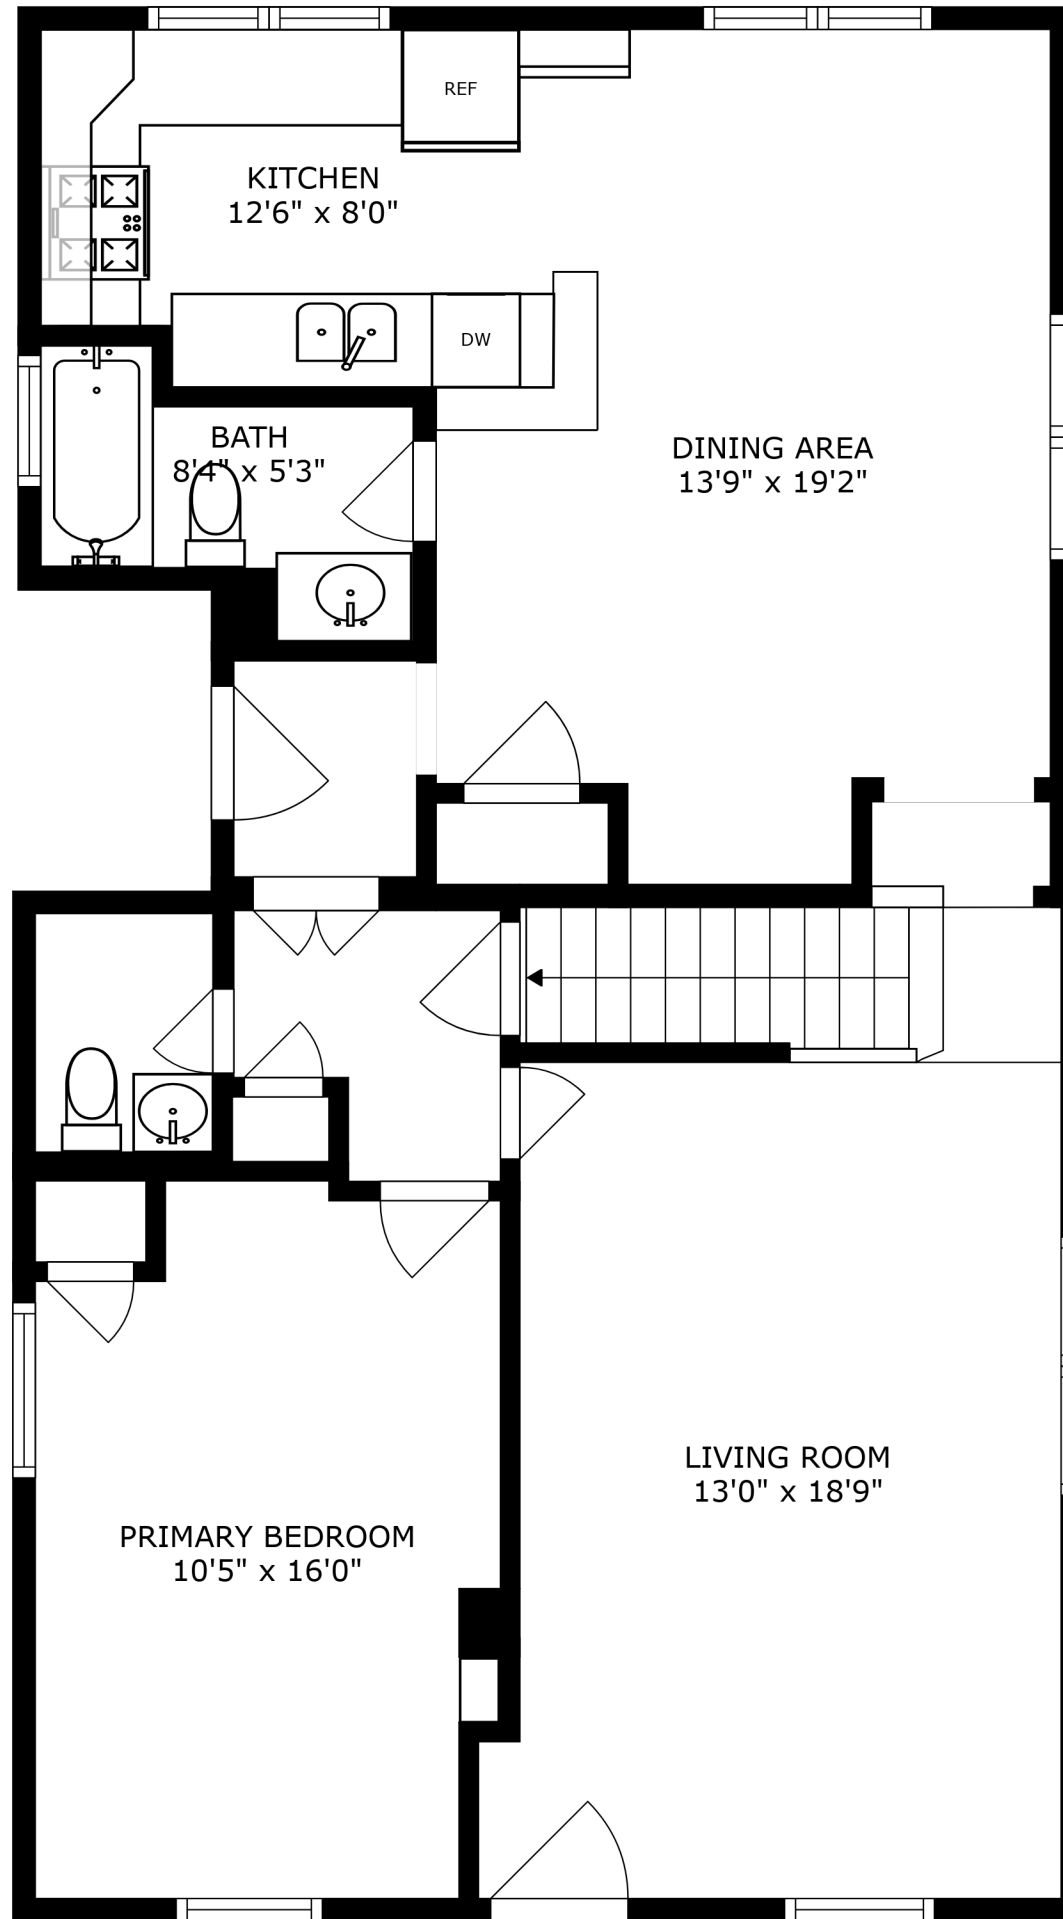 REF
KITCHEN
12'6" x 8'0"
DW
BATH
8'4" x 5'3"
DINING AREA
13'9" x 19'2"
LIVING ROOM
13'0" x 18'9"
PRIMARY BEDROOM
10'5" x 16'0"